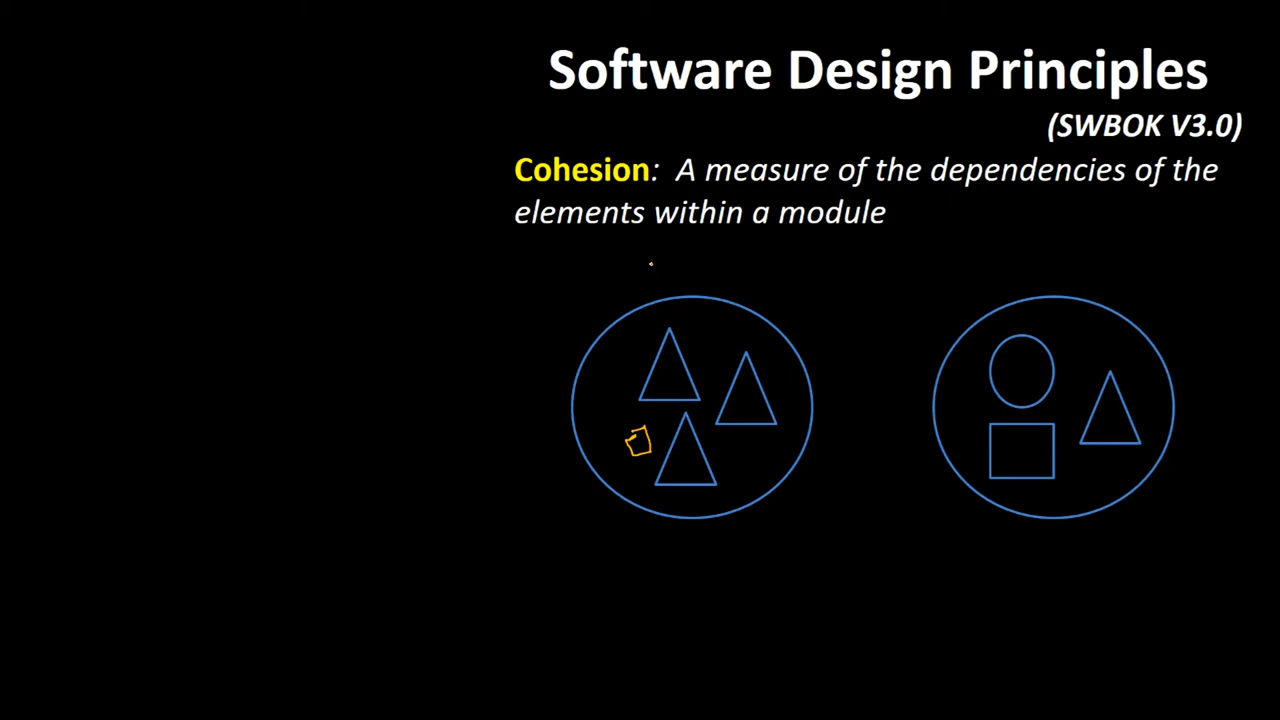 Software Design Principles
(SWBOK V3.0)
Cohesion: A measure of the dependencies of the
elements within a module